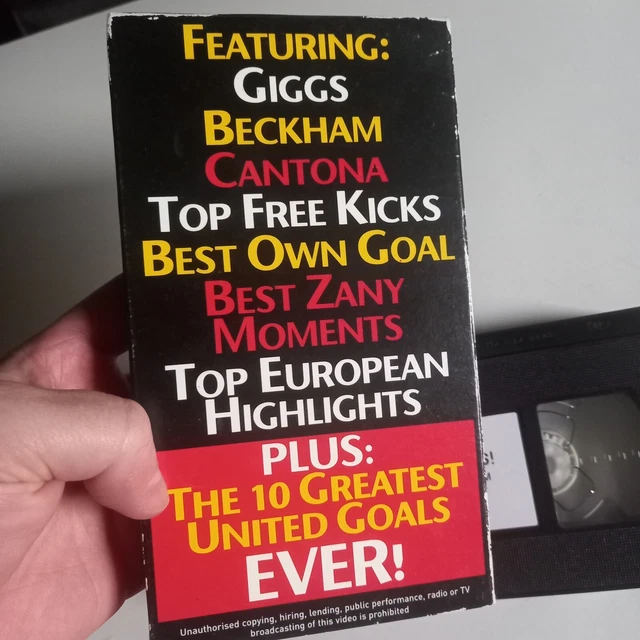 FEATURING:
GIGGS
BECKHAM
CANTONA
TOP FREE KICKS
BEST OWN GOAL
BEST ZANY
MOMENTS
TOP EUROPEAN
HIGHLIGHTS
PLUS:
THE 10 GREATEST
UNITED GOALS
EVER!
Unauthorised copying, hiring, lending, public performance, radio or TV
broadcasting of this video is prohibited